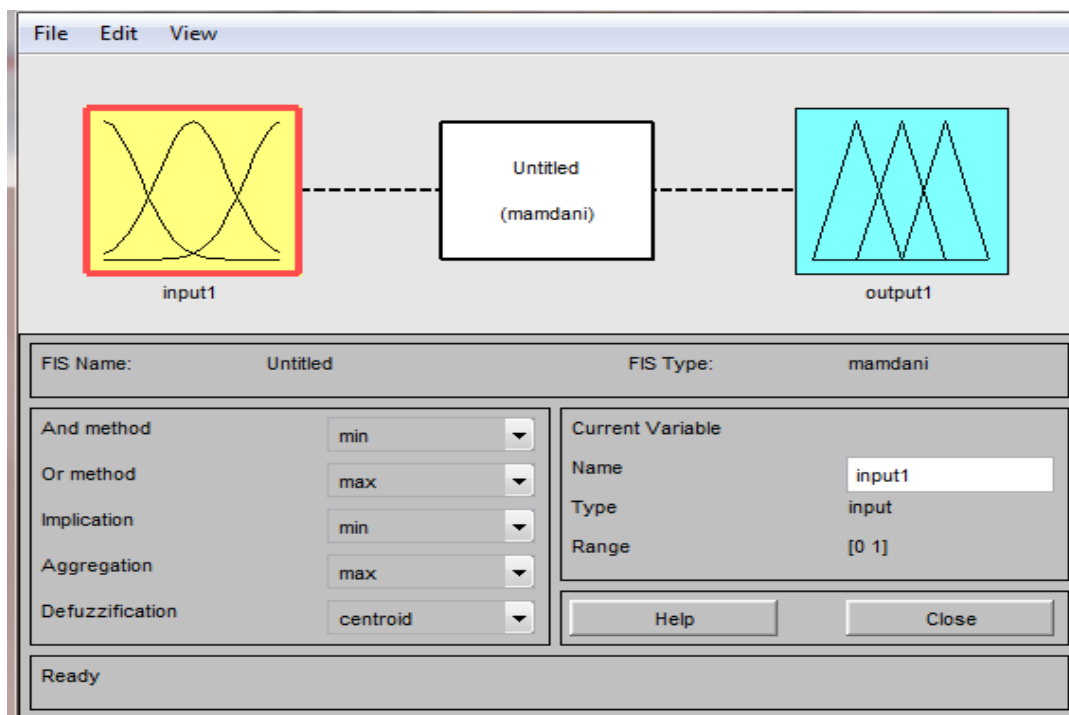 File Edit View
Untitled
(mamdani)
input1
output1
FIS Name: Untitled FIS Type: mamdani
And method min
Or method max
Implication min
Aggregation max
Defuzzification centroid
Current Variable
Name input1
Type input
Range [0 1]
Help Close
Ready